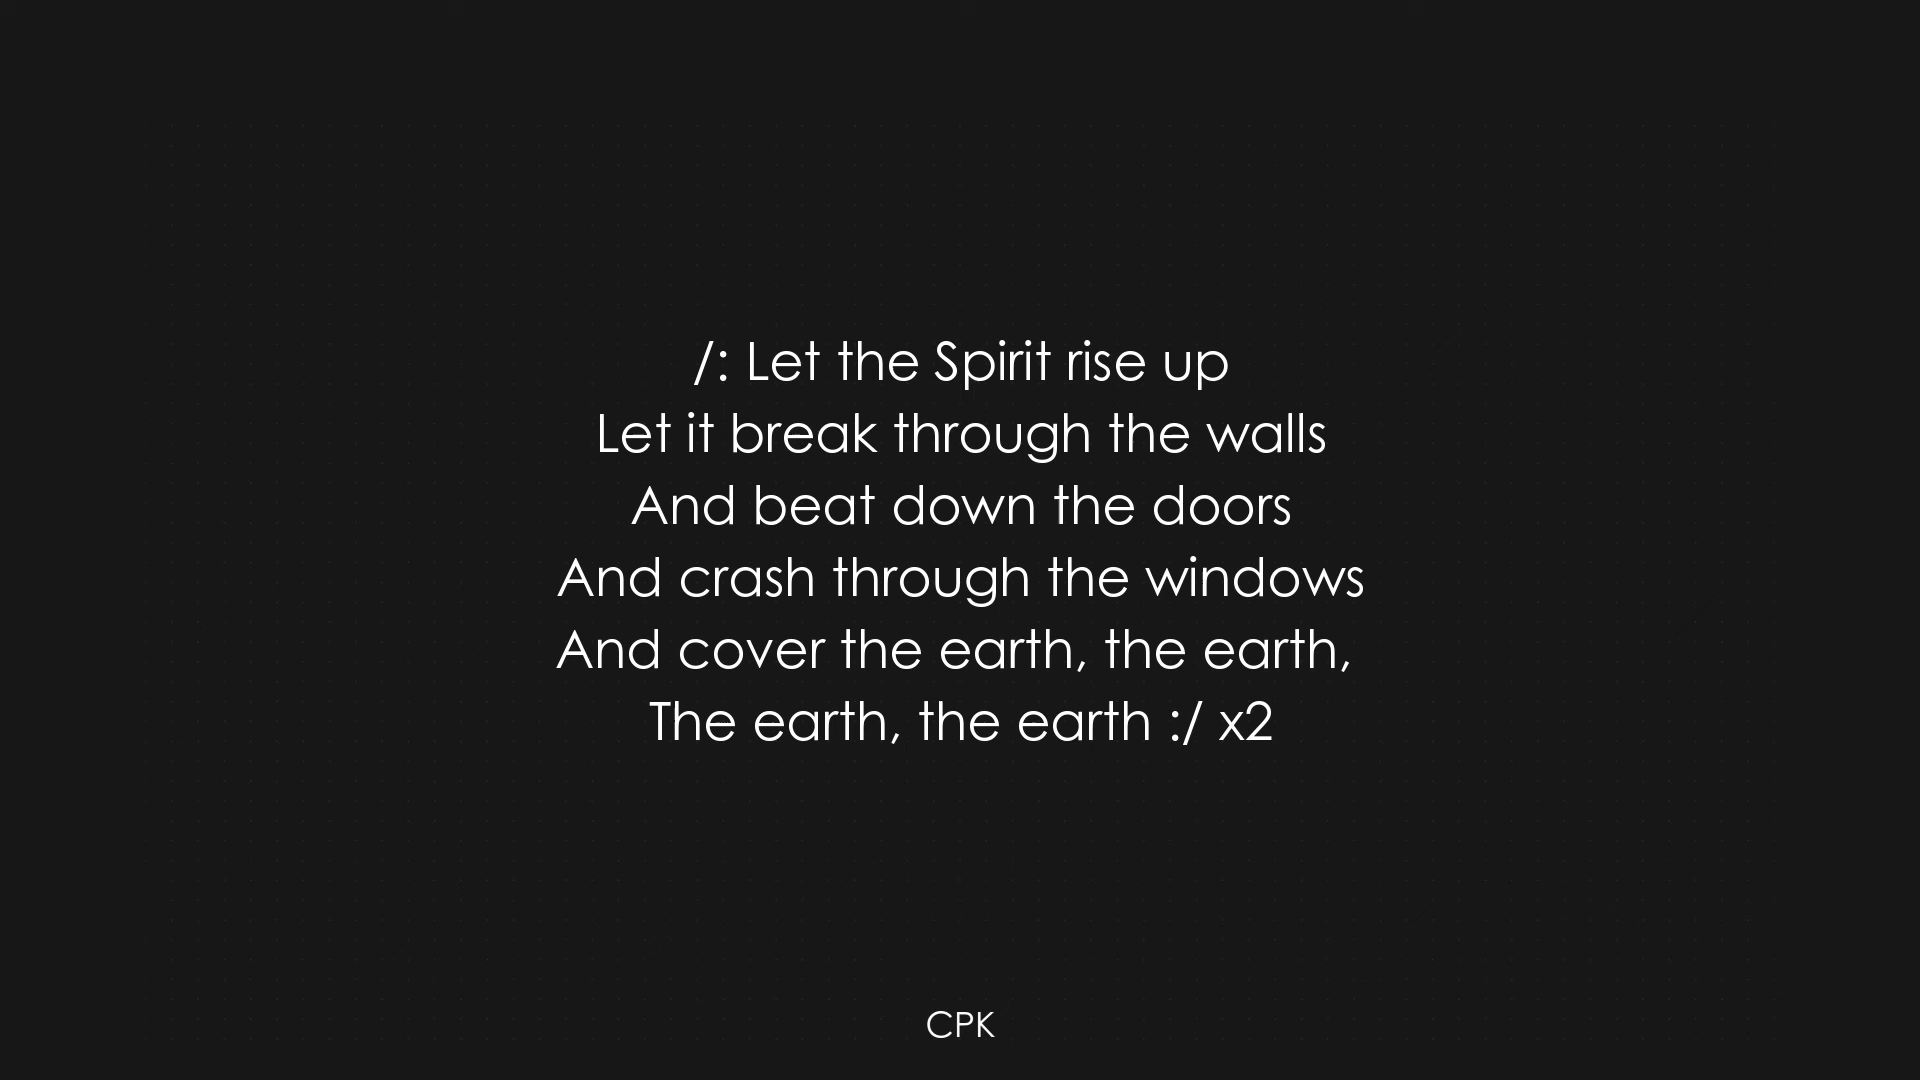 /: Let the Spirit rise up
Let it break through the walls
And beat down the doors
And crash through the windows
And cover the earth, the earth,
The earth, the earth :/ x2
CPK